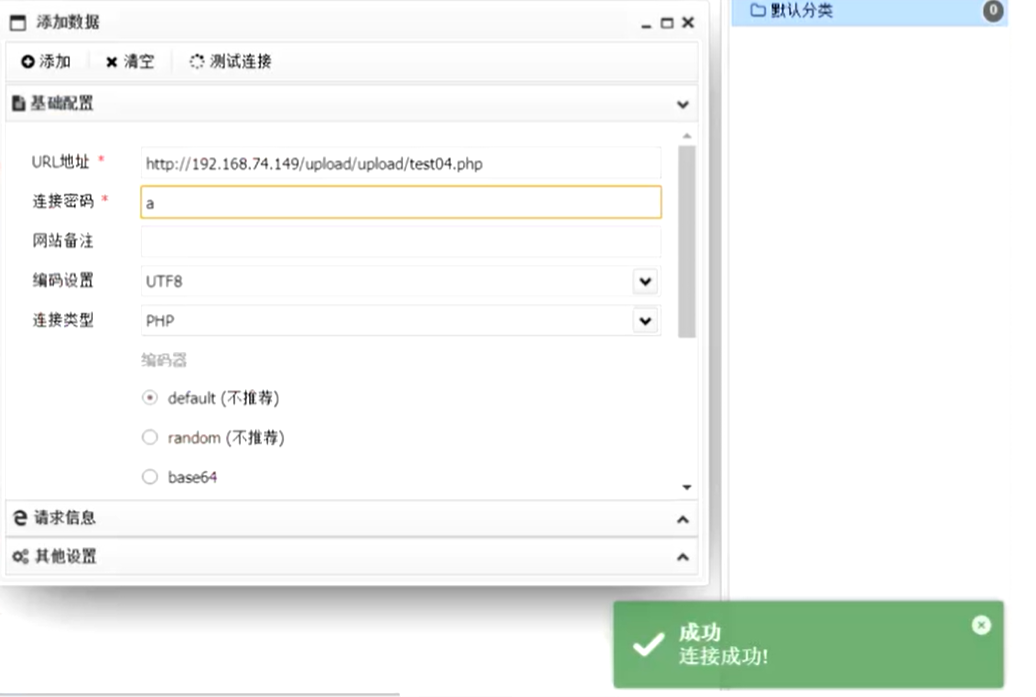 添加数据
添加 清空 测试连接
基础配置
URL地址 * http://192.168.74.149/upload/upload/test04.php
连接密码 * a
网站备注
编码设置 UTF8
连接类型 PHP
编码器
default (不推荐)
random (不推荐)
base64
请求信息
其他设置
默认分类 0
成功
连接成功!